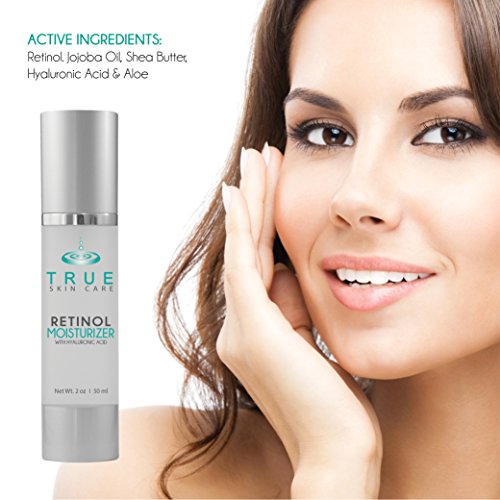 ACTIVE INGREDIENTS:
Retinol, Jojoba Oil, Shea Butter,
Hyaluronic Acid & Aloe
TRUE
SKIN CARE
RETINOL
MOISTURIZER
WITH HYALURONIC ACID
Net Wt. 2 oz | 50 ml